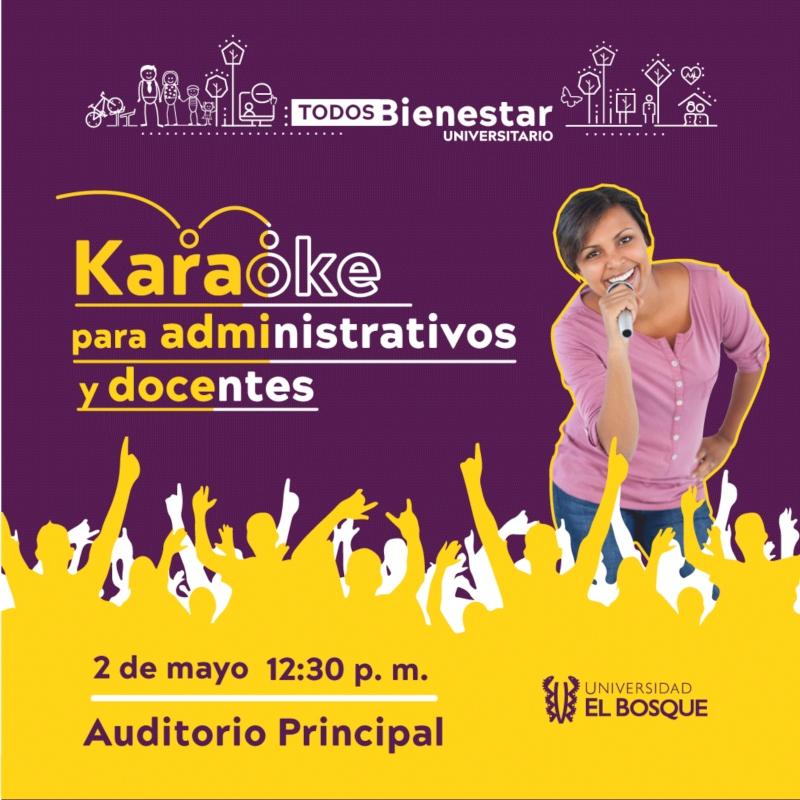 TODOS Bienestar
UNIVERSITARIO
Karaoke
para administrativos
y docentes
2 de mayo 12:30 p. m.
Auditorio Principal
UNIVERSIDAD
EL BOSQUE